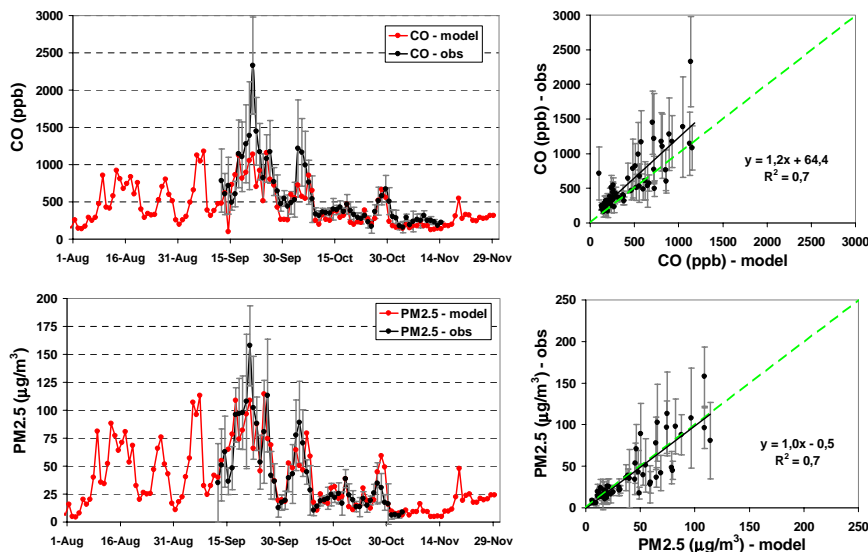 3000
2500
2000
1500
1000
500
0
CO (ppb)
CO - model
CO - obs
1-Aug 16-Aug 31-Aug 15-Sep 30-Sep 15-Oct 30-Oct 14-Nov 29-Nov
3000
2500
2000
1500
1000
500
0
CO (ppb) - obs
y = 1,2x + 64,4
R² = 0,7
0 500 1000 1500 2000 2500 3000
CO (ppb) - model
200
175
150
125
100
75
50
25
0
PM2.5 (µg/m³)
PM2.5 - model
PM2.5 - obs
1-Aug 16-Aug 31-Aug 15-Sep 30-Sep 15-Oct 30-Oct 14-Nov 29-Nov
250
200
150
100
50
0
PM2.5 (µg/m³) - obs
y = 1,0x - 0,5
R² = 0,7
0 50 100 150 200 250
PM2.5 (µg/m³) - model